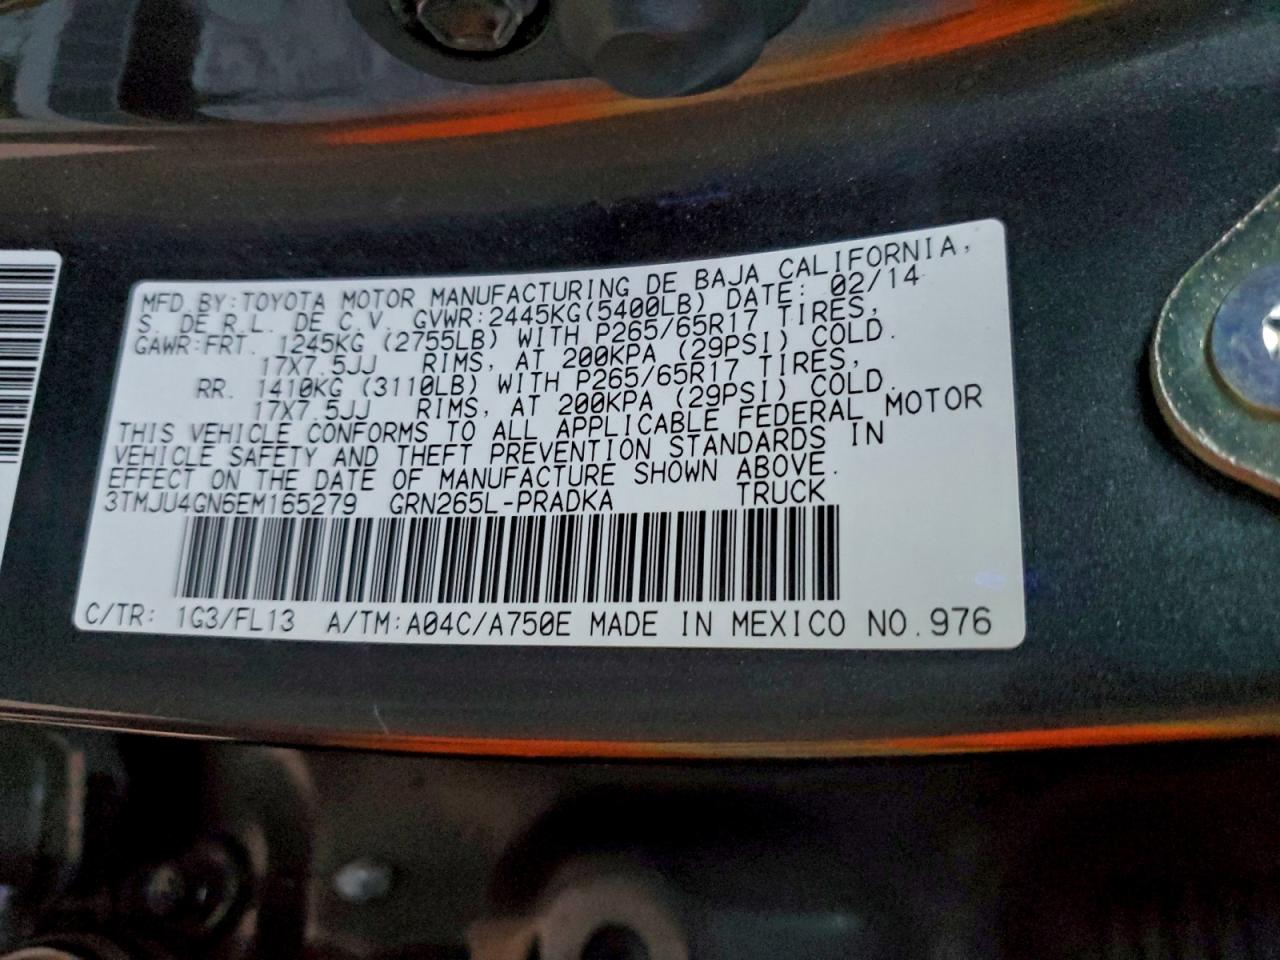 MFD. BY: TOYOTA MOTOR MANUFACTURING DE BAJA CALIFORNIA,
S. DE R.L. DE C.V. GVWR: 2445KG(5400LB) DATE: 02/14
GAWR: FRT. 1245KG (2755LB) WITH P265/65R17 TIRES,
17X7.5JJ RIMS, AT 200KPA (29PSI) COLD.
RR. 1410KG (3110LB) WITH P265/65R17 TIRES,
17X7.5JJ RIMS, AT 200KPA (29PSI) COLD.
THIS VEHICLE CONFORMS TO ALL APPLICABLE FEDERAL MOTOR
VEHICLE SAFETY AND THEFT PREVENTION STANDARDS IN
EFFECT ON THE DATE OF MANUFACTURE SHOWN ABOVE.
3TMJU4GN6EM165279 GRN265L-PRADKA TRUCK
C/TR: 1G3/FL13 A/TM: A04C/A750E MADE IN MEXICO NO. 976